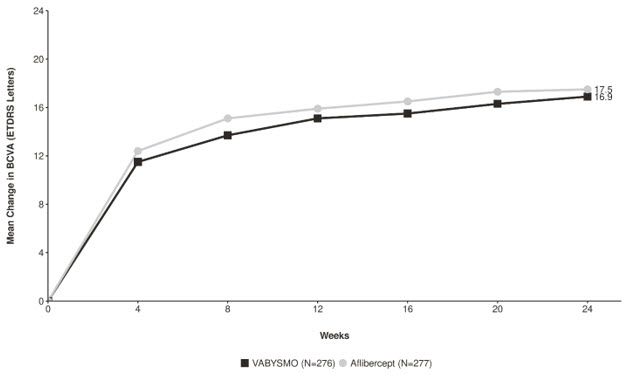 Mean Change in BCVA (ETDRS Letters)
24
20
16
12
8
4
0
17.5
16.9
0 4 8 12 16 20 24
Weeks
VABYSMO (N=276) Aflibercept (N=277)